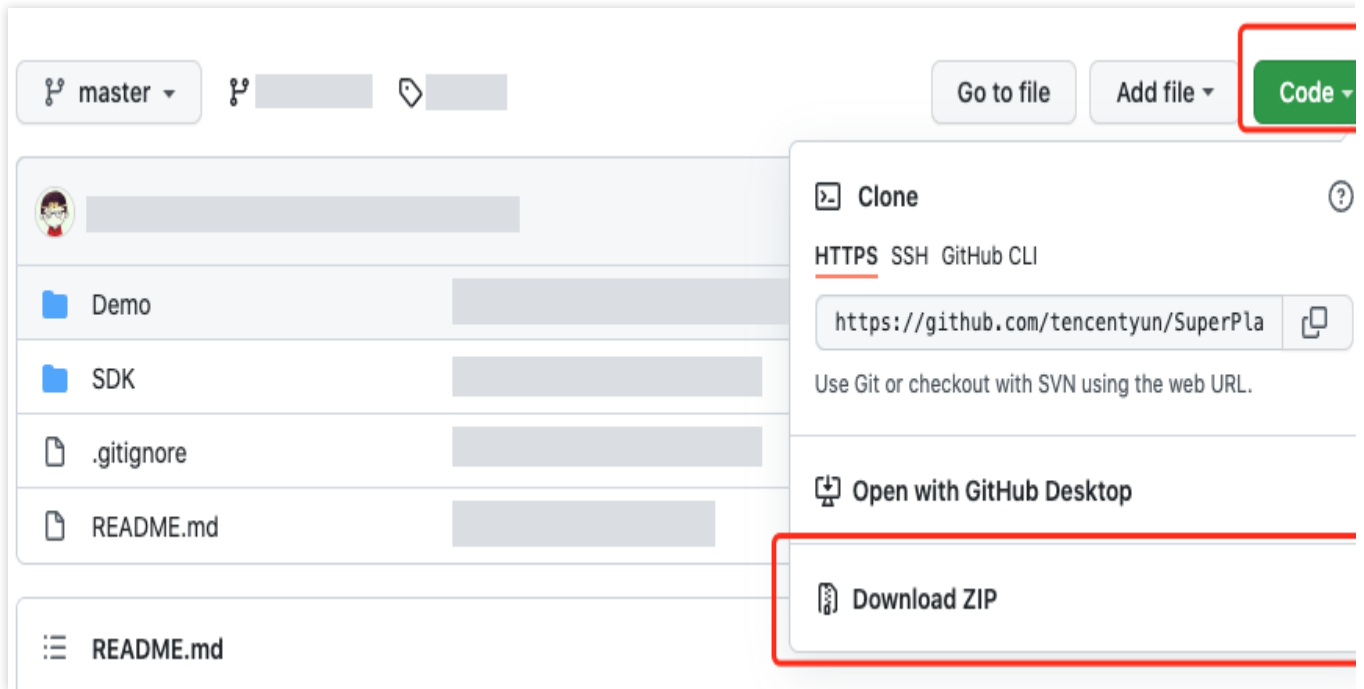 master
Go to file
Add file
Code
Clone
HTTPS SSH GitHub CLI
https://github.com/tencentyun/SuperPla
Use Git or checkout with SVN using the web URL.
Open with GitHub Desktop
Download ZIP
Demo
SDK
.gitignore
README.md
README.md